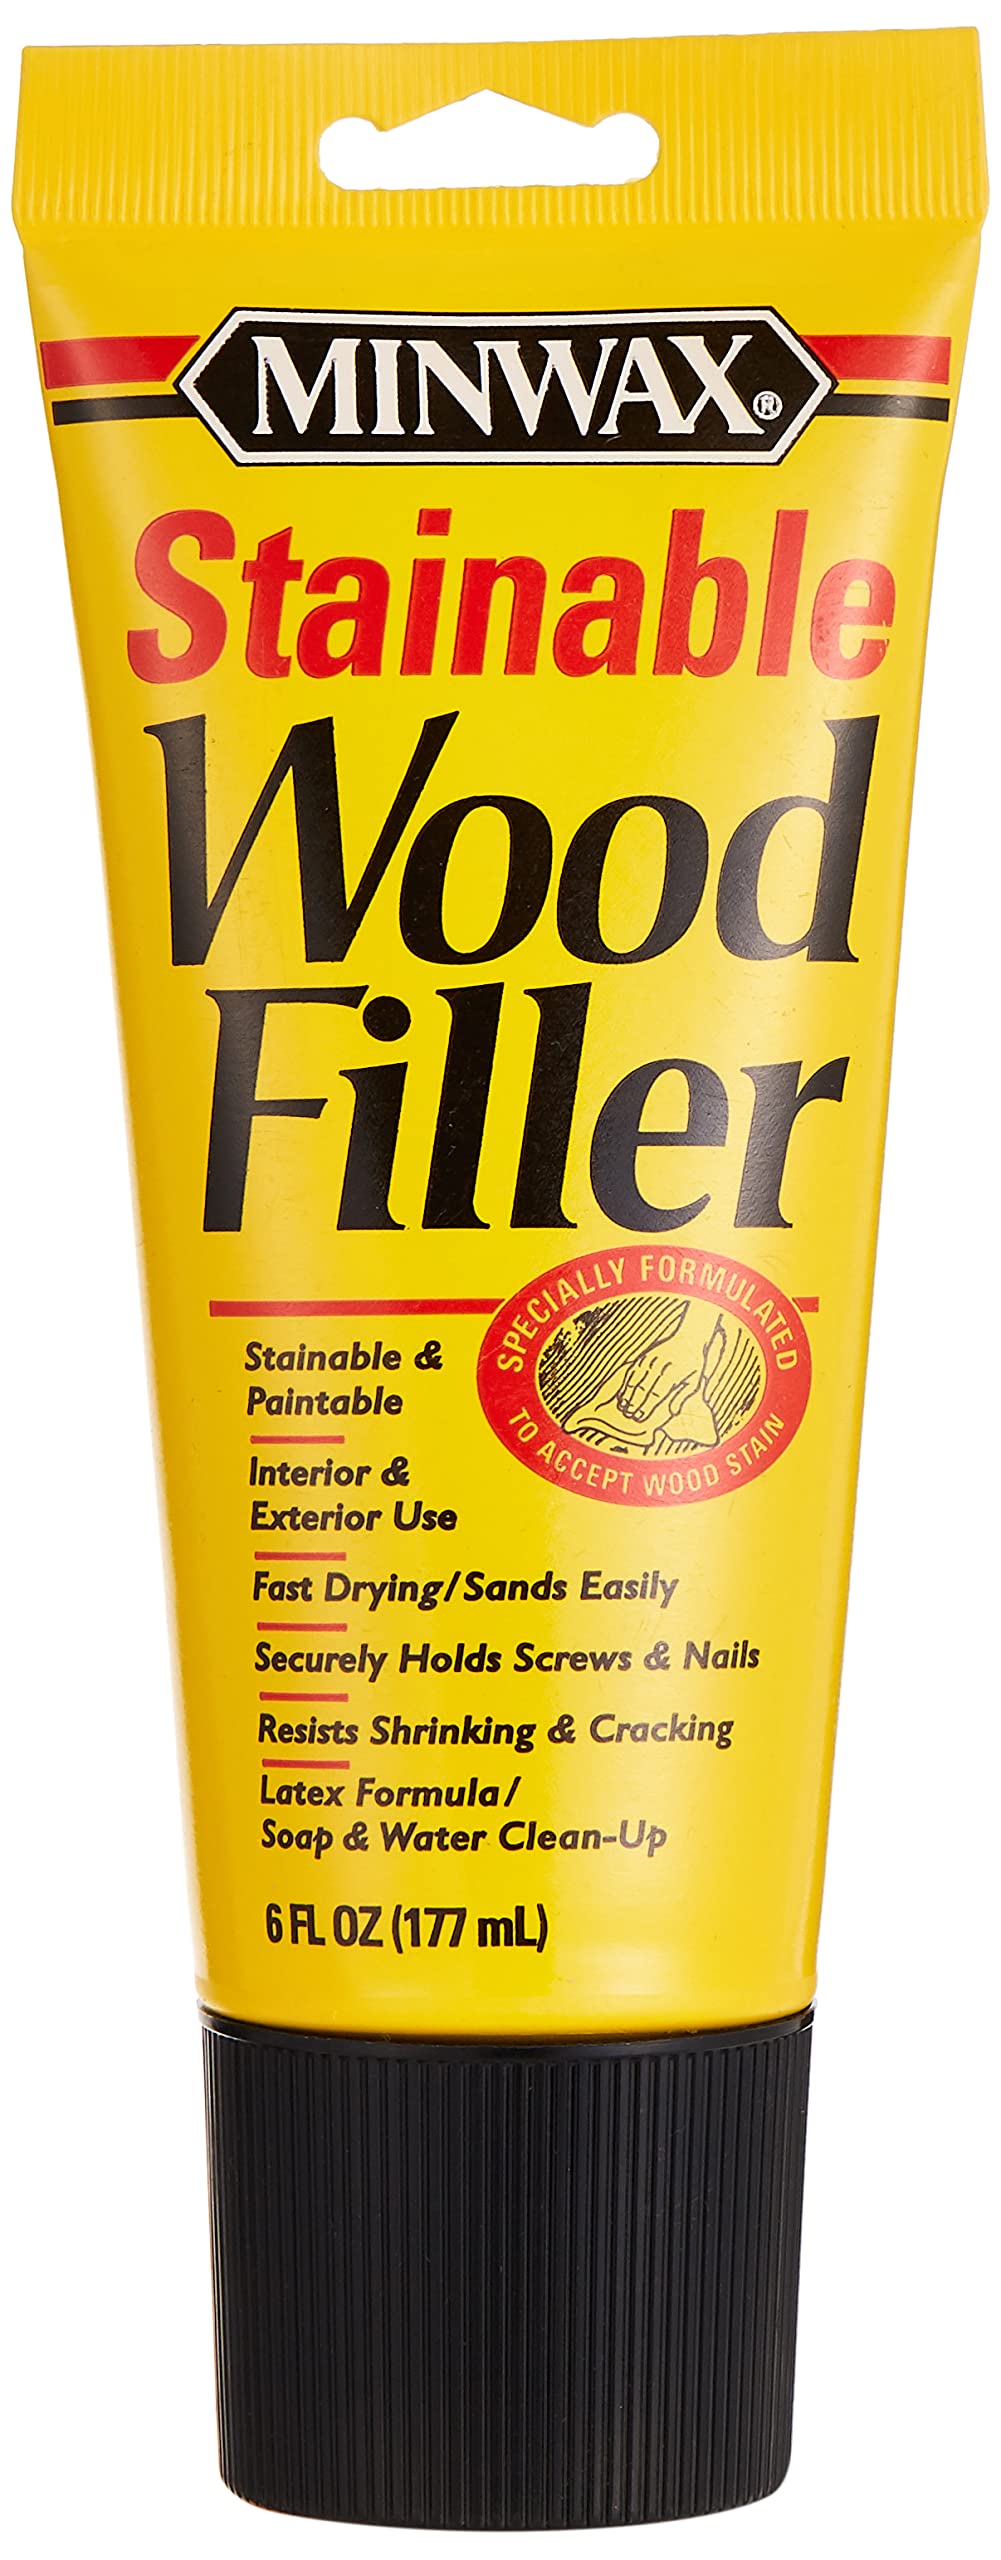 MINWAX®
Stainable
Wood
Filler
SPECIALLY FORMULATED
TO ACCEPT WOOD STAIN
Stainable &
Paintable
Interior &
Exterior Use
Fast Drying/Sands Easily
Securely Holds Screws & Nails
Resists Shrinking & Cracking
Latex Formula/
Soap & Water Clean-Up
6 FL OZ (177 mL)